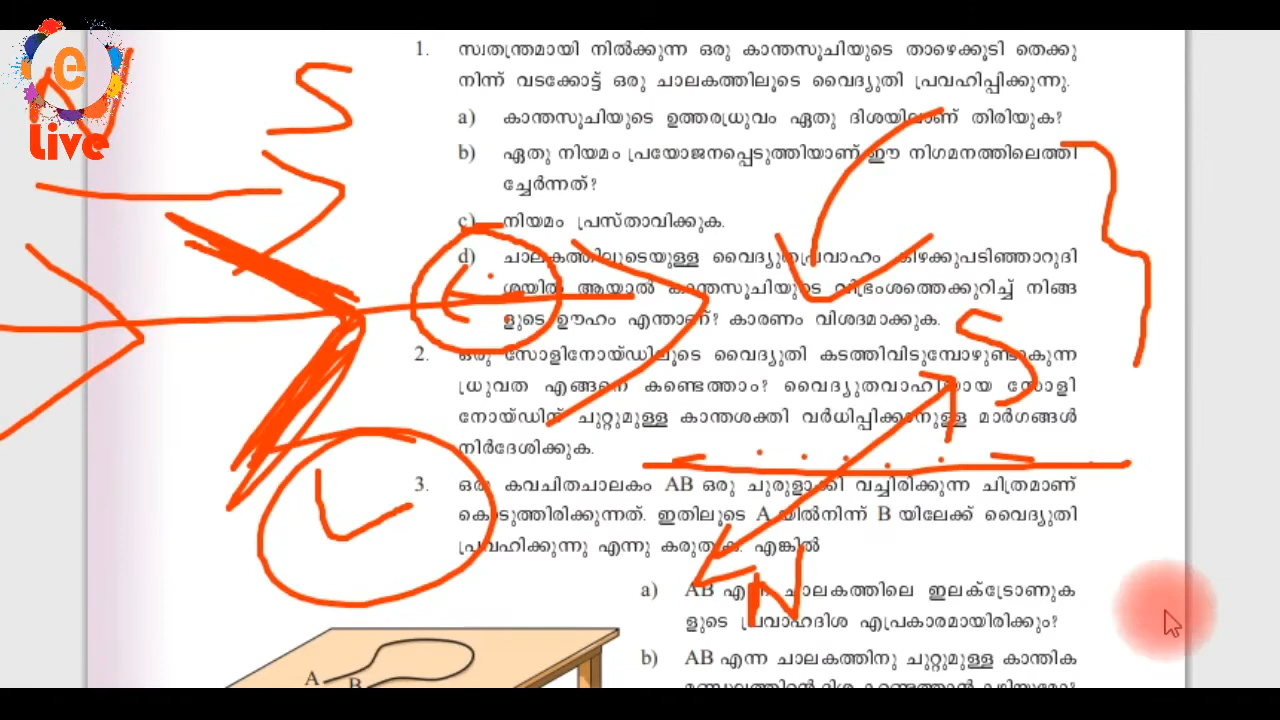 e
Live
N
S
1. സ്വതന്ത്രമായി നിൽക്കുന്ന ഒരു കാന്തസൂചിയുടെ താഴെക്കൂടി തെക്കു
നിന്ന് വടക്കോട്ട് ഒരു ചാലകത്തിലൂടെ വൈദ്യുതി പ്രവഹിപ്പിക്കുന്നു.
a) കാന്തസൂചിയുടെ ഉത്തരധ്രുവം ഏതു ദിശയിലാണ് തിരിയുക?
b) ഏതു നിയമം പ്രയോജനപ്പെടുത്തിയാണ് ഈ നിഗമനത്തിലെത്തി
ച്ചേർന്നത്?
c) നിയമം പ്രസ്താവിക്കുക.
d) ചാലകത്തിലൂടെയുള്ള വൈദ്യുതപ്രവാഹം കിഴക്കുപടിഞ്ഞാറുദി
ശയിൽ ആയാൽ കാന്തസൂചിയുടെ വിഭ്രംശത്തെക്കുറിച്ച് നിങ്ങ
ളുടെ ഊഹം എന്താണ്? കാരണം വിശദമാക്കുക.
S
2. ഒരു സോളിനോയ്ഡിലൂടെ വൈദ്യുതി കടത്തിവിടുമ്പോഴുണ്ടാകുന്ന
ധ്രുവത എങ്ങനെ കണ്ടെത്താം? വൈദ്യുതവാഹിയായ സോളി
നോയ്ഡിന് ചുറ്റുമുള്ള കാന്തശക്തി വർധിപ്പിക്കാനുള്ള മാർഗങ്ങൾ
നിർദേശിക്കുക.
3. ഒരു കവചിതചാലകം AB ഒരു ചുരുളാക്കി വച്ചിരിക്കുന്ന ചിത്രമാണ്
കൊടുത്തിരിക്കുന്നത്. ഇതിലൂടെ A യിൽനിന്ന് B യിലേക്ക് വൈദ്യുതി
പ്രവഹിക്കുന്നു എന്നു കരുതുക. എങ്കിൽ
N
a) AB എന്ന ചാലകത്തിലെ ഇലക്ട്രോണുക
ളുടെ പ്രവാഹദിശ എപ്രകാരമായിരിക്കും?
b) AB എന്ന ചാലകത്തിനു ചുറ്റുമുള്ള കാന്തിക
A
B